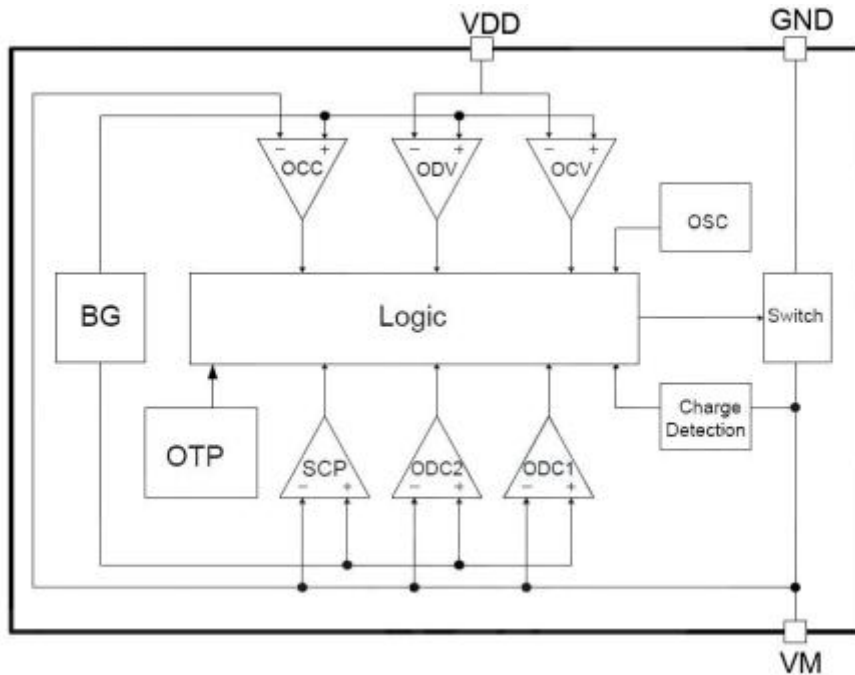 VDD
GND
- +
- +
- +
OCC
ODV
OCV
OSC
BG
Logic
Switch
Charge
Detection
OTP
SCP
ODC2
ODC1
- +
- +
- +
VM